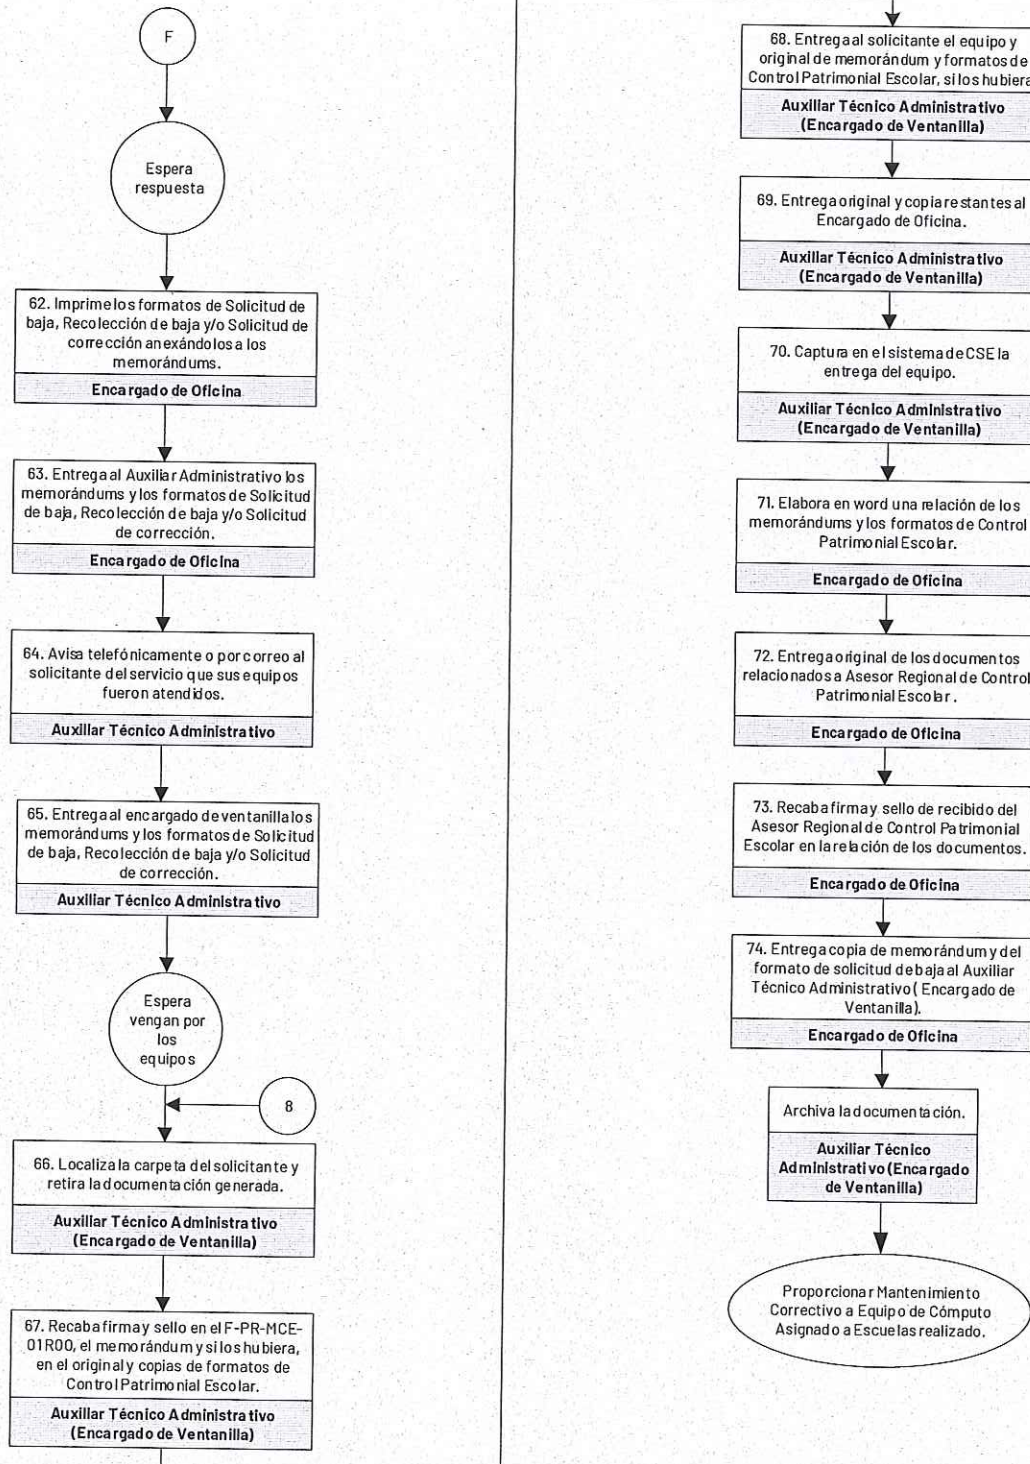 F
Espera
respuesta
62. Imprime los formatos de Solicitud de
baja, Recolección de baja y/o Solicitud de
corrección anexándolos a los
memorándums.
Encargado de Oficina
63. Entrega al Auxiliar Administrativo los
memorándums y los formatos de Solicitud
de baja, Recolección de baja y/o Solicitud
de corrección.
Encargado de Oficina
64. Avisa telefónicamente o por correo al
solicitante del servicio que sus equipos
fueron atendidos.
Auxiliar Técnico Administrativo
65. Entrega al encargado de ventanilla los
memorándums y los formatos de Solicitud
de baja, Recolección de baja y/o Solicitud
de corrección.
Auxiliar Técnico Administrativo
Espera
vengan por
los
equipos
8
66. Localiza la carpeta del solicitante y
retira la documentación generada.
Auxiliar Técnico Administrativo
(Encargado de Ventanilla)
67. Recaba firma y sello en el F-PR-MCE-
01R00, el memorándum y si los hubiera,
en el original y copias de formatos de
Control Patrimonial Escolar.
Auxiliar Técnico Administrativo
(Encargado de Ventanilla)
68. Entrega al solicitante el equipo y
original de memorándum y formatos de
Control Patrimonial Escolar, si los hubiera
Auxiliar Técnico Administrativo
(Encargado de Ventanilla)
69. Entrega original y copia restantes al
Encargado de Oficina.
Auxiliar Técnico Administrativo
(Encargado de Ventanilla)
70. Captura en el sistema de CSE la
entrega del equipo.
Auxiliar Técnico Administrativo
(Encargado de Ventanilla)
71. Elabora en word una relación de los
memorándums y los formatos de Control
Patrimonial Escolar.
Encargado de Oficina
72. Entrega original de los documentos
relacionados a Asesor Regional de Control
Patrimonial Escolar.
Encargado de Oficina
73. Recaba firma y sello de recibido del
Asesor Regional de Control Patrimonial
Escolar en la relación de los documentos.
Encargado de Oficina
74. Entrega copia de memorándum y del
formato de solicitud de baja al Auxiliar
Técnico Administrativo ( Encargado de
Ventanilla).
Encargado de Oficina
Archiva la documentación.
Auxiliar Técnico
Administrativo (Encargado
de Ventanilla)
Proporcionar Mantenimiento
Correctivo a Equipo de Cómputo
Asignado a Escuelas realizado.